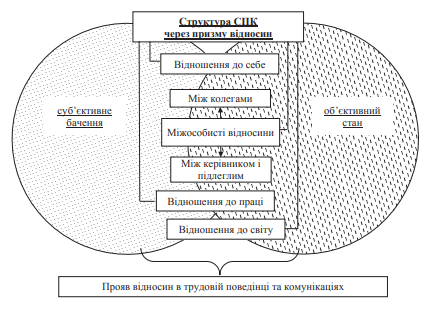 Структура СПК
через призму відносин
Відношення до себе
Між колегами
суб’єктивне
бачення
об’єктивний
стан
Міжособисті відносини
Між керівником і
підлеглим
Відношення до праці
Відношення до світу
Прояв відносин в трудовій поведінці та комунікаціях